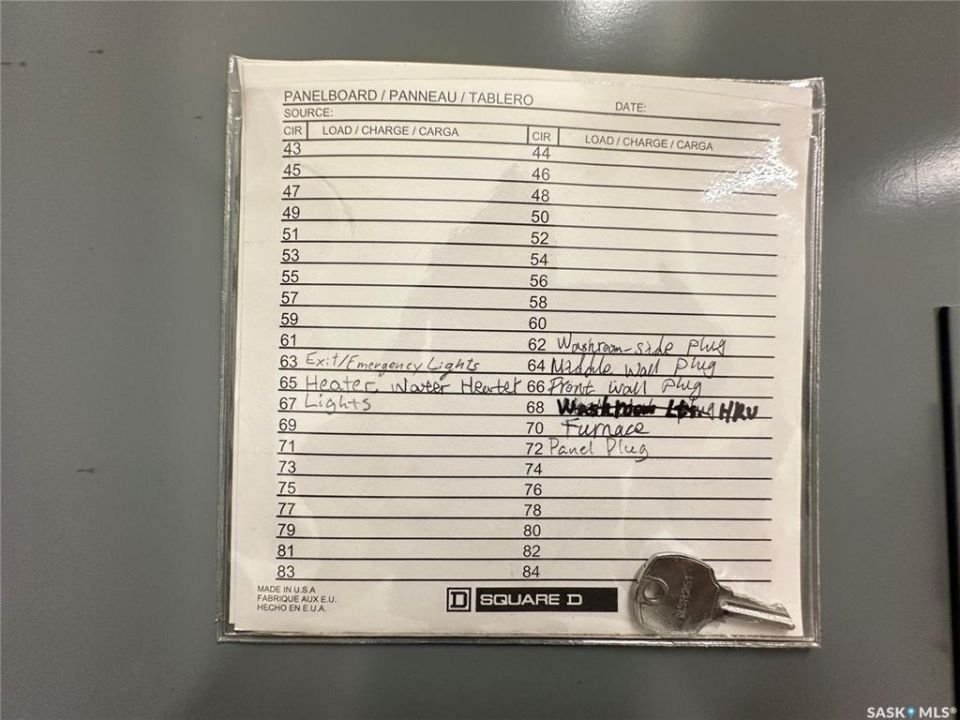 PANELBOARD / PANNEAU / TABLERO DATE:
SOURCE:
CIR LOAD / CHARGE / CARGA CIR LOAD / CHARGE / CARGA
43 44
45 46
47 48
49 50
51 52
53 54
55 56
57 58
59 60
61 62 Washroom-side Plug
63 Exit/Emergency Lights 64 Middle Wall Plug
65 Heater, Water Heater 66 Front Wall Plug
67 Lights 68 Washroom HRV
69 70 Furnace
71 72 Panel Plug
73 74
75 76
77 78
79 80
81 82
83 84
MADE IN U.S.A
FABRIQUE AUX E.U.
HECHO EN E.U.A.
D SQUARE D
SASK MLS®